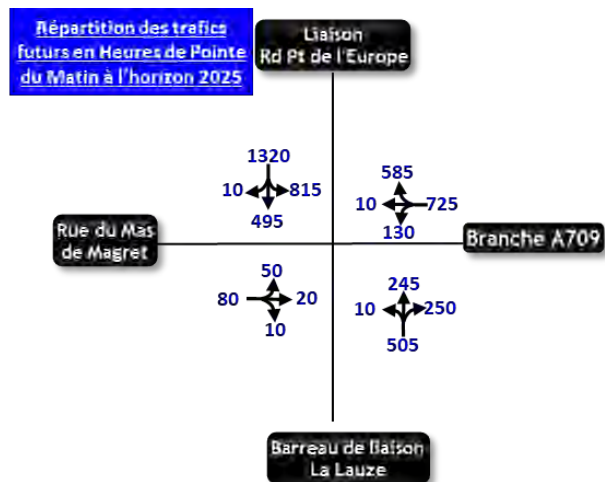 Répartition des trafics
futurs en Heures de Pointe
du Matin à l'horizon 2025
Liaison
Rd Pt de l'Europe
1320
10 815
495
585
10 725
130
Rue du Mas
de Magret
Branche A709
50
80 20
10
245
10 250
505
Barreau de liaison
La Lauze